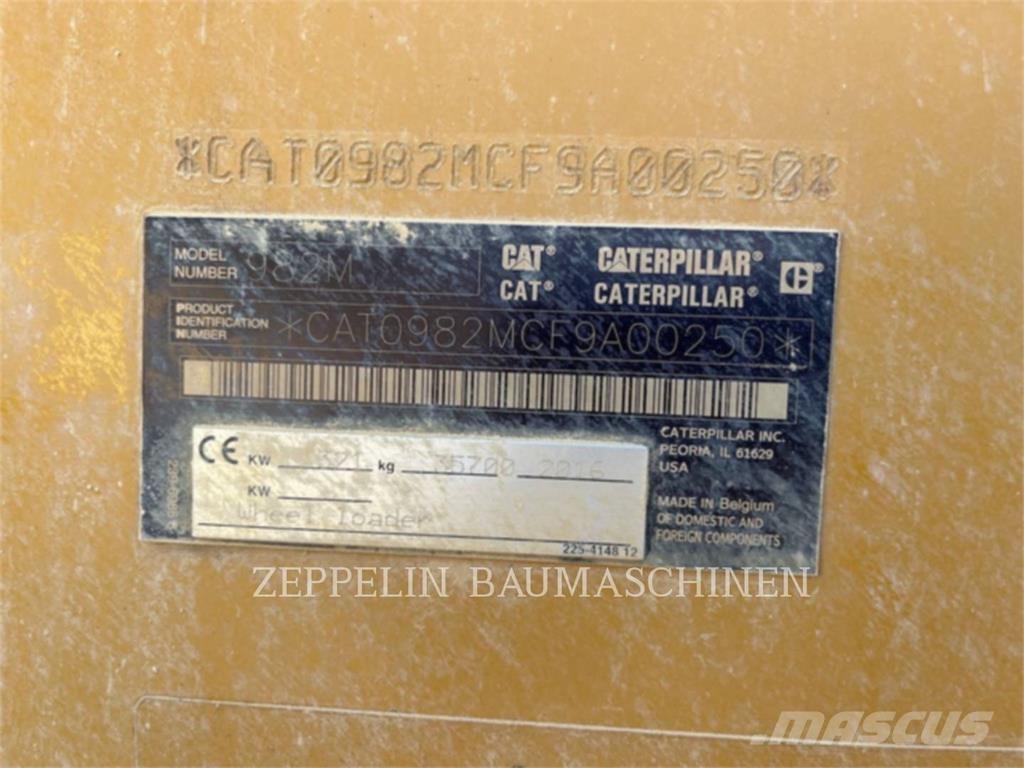 *CAT0982MCF9A00250*
MODEL NUMBER 982M
CAT® CATERPILLAR®
CAT® CATERPILLAR®
PRODUCT IDENTIFICATION NUMBER *CAT0982MCF9A00250*
CATERPILLAR INC.
PEORIA, IL 61629
USA
CE KW kg 35700 2016
KW
Wheel loader
225-4148 12
MADE IN Belgium
OF DOMESTIC AND
FOREIGN COMPONENTS
ZEPPELIN BAUMASCHINEN
MASCUS